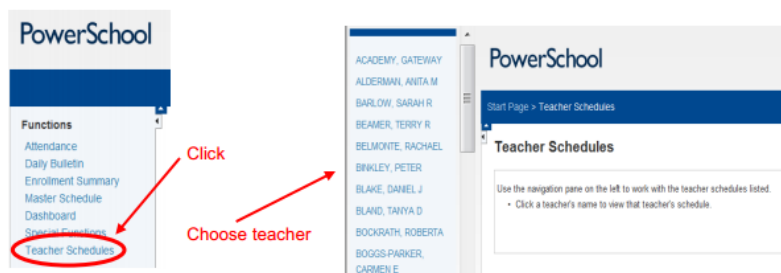 PowerSchool
Functions
Attendance
Daily Bulletin
Enrollment Summary
Master Schedule
Dashboard
Special Functions
Teacher Schedules
Click
Choose teacher
ACADEMY, GATEWAY
ALDERMAN, ANITA M
BARLOW, SARAH R
BEAMER, TERRY R
BELMONTE, RACHAEL
BINKLEY, PETER
BLAKE, DANIEL J
BLAND, TANYA D
BOCKRATH, ROBERTA
BOGGS-PARKER,
CARMEN E
PowerSchool
Start Page > Teacher Schedules
Teacher Schedules
Use the navigation pane on the left to work with the teacher schedules listed.
• Click a teacher's name to view that teacher's schedule.